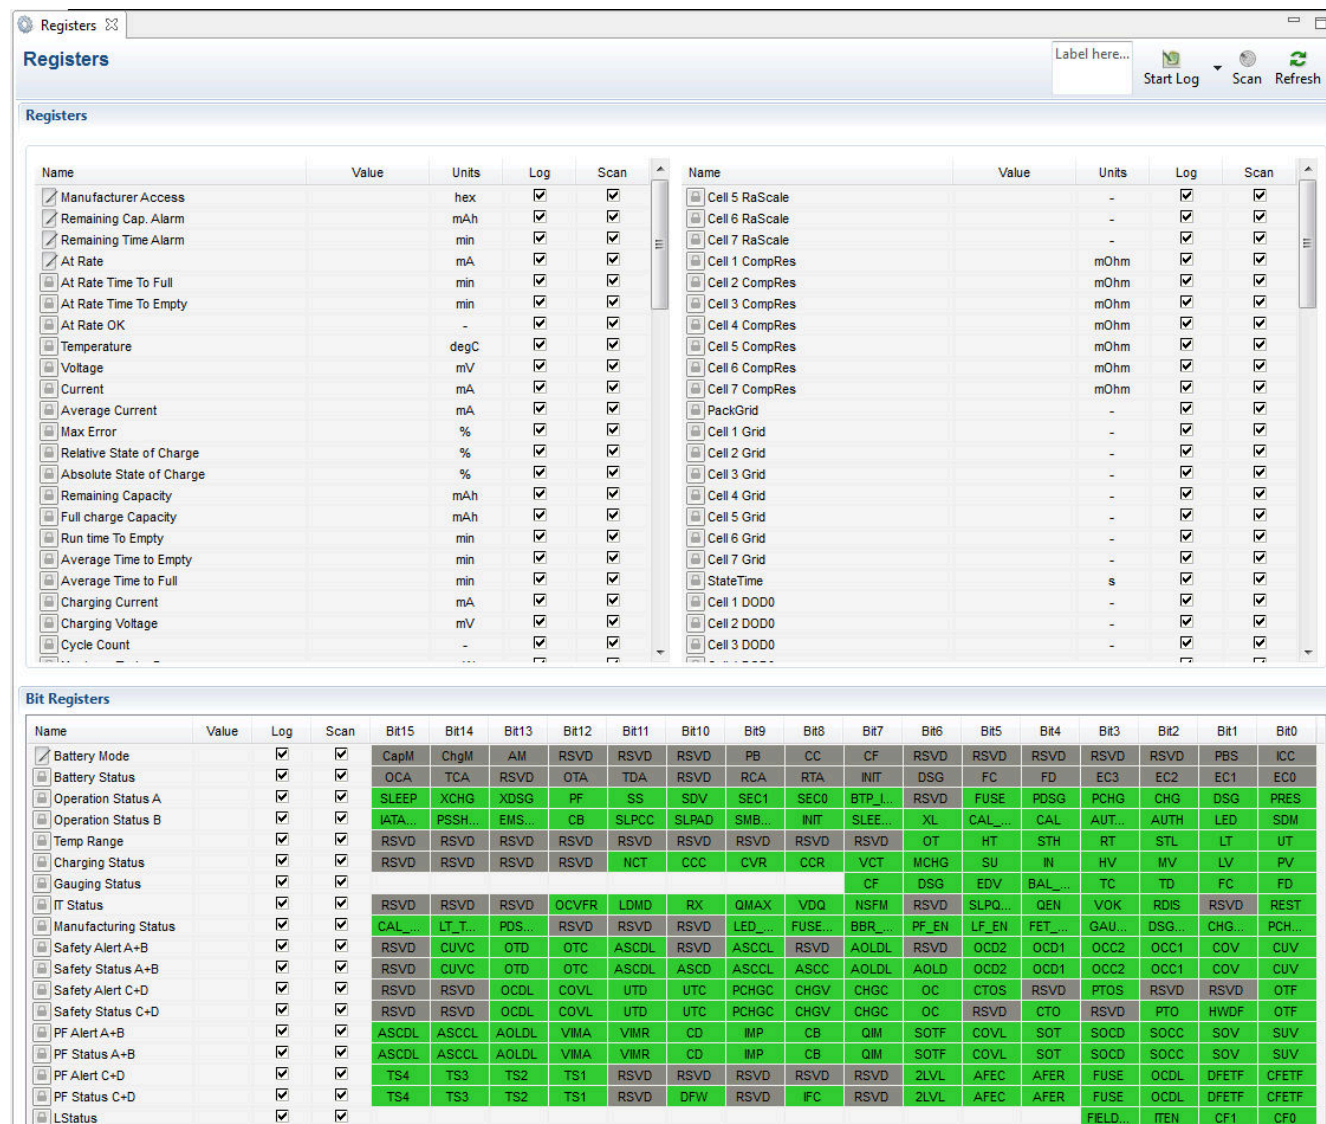 Registers
Registers
Label here...
Start Log
Scan
Refresh
Registers
Name Value Units Log Scan
Manufacturer Access hex
Remaining Cap. Alarm mAh
Remaining Time Alarm min
At Rate mA
At Rate Time To Full min
At Rate Time To Empty min
At Rate OK -
Temperature degC
Voltage mV
Current mA
Average Current mA
Max Error %
Relative State of Charge %
Absolute State of Charge %
Remaining Capacity mAh
Full charge Capacity mAh
Run time To Empty min
Average Time to Empty min
Average Time to Full min
Charging Current mA
Charging Voltage mV
Cycle Count -
Name Value Units Log Scan
Cell 5 RaScale -
Cell 6 RaScale -
Cell 7 RaScale -
Cell 1 CompRes mOhm
Cell 2 CompRes mOhm
Cell 3 CompRes mOhm
Cell 4 CompRes mOhm
Cell 5 CompRes mOhm
Cell 6 CompRes mOhm
Cell 7 CompRes mOhm
PackGrid -
Cell 1 Grid -
Cell 2 Grid -
Cell 3 Grid -
Cell 4 Grid -
Cell 5 Grid -
Cell 6 Grid -
Cell 7 Grid -
StateTime s
Cell 1 DOD0 -
Cell 2 DOD0 -
Cell 3 DOD0 -
Bit Registers
Name Value Log Scan Bit15 Bit14 Bit13 Bit12 Bit11 Bit10 Bit9 Bit8 Bit7 Bit6 Bit5 Bit4 Bit3 Bit2 Bit1 Bit0
Battery Mode CapM ChgM AM RSVD RSVD RSVD PB CC CF RSVD RSVD RSVD RSVD RSVD PBS ICC
Battery Status OCA TCA RSVD OTA TDA RSVD RCA RTA INIT DSG FC FD EC3 EC2 EC1 EC0
Operation Status A SLEEP XCHG XDSG PF SS SDV SEC1 SEC0 BTP_I... RSVD FUSE PDSG PCHG CHG DSG PRES
Operation Status B IATA... PSSH... EMS... CB SLPCC SLPAD SMB... INIT SLEE... XL CAL_... CAL AUT... AUTH LED SDM
Temp Range RSVD RSVD RSVD RSVD RSVD RSVD RSVD RSVD RSVD OT HT STH RT STL LT UT
Charging Status RSVD RSVD RSVD RSVD NCT CCC CVR CCR VCT MCHG SU IN HV MV LV PV
Gauging Status CF DSG EDV BAL_... TC TD FC FD
IT Status RSVD RSVD RSVD OCVFR LDMD RX QMAX VDQ NSFM RSVD SLPQ... QEN VOK RDIS RSVD REST
Manufacturing Status CAL_... LT_T... PDS... RSVD RSVD RSVD LED_... FUSE... BBR_... PF_EN LF_EN FET_... GAU... DSG... CHG... PCH...
Safety Alert A+B RSVD CUVC OTD OTC ASCDL RSVD ASCCL RSVD AOLDL RSVD OCD2 OCD1 OCC2 OCC1 COV CUV
Safety Status A+B RSVD CUVC OTD OTC ASCDL ASCD ASCCL ASCC AOLDL AOLD OCD2 OCD1 OCC2 OCC1 COV CUV
Safety Alert C+D RSVD RSVD OCDL COVL UTD UTC PCHGC CHGV CHGC OC CTOS RSVD PTOS RSVD RSVD OTF
Safety Status C+D RSVD RSVD OCDL COVL UTD UTC PCHGC CHGV CHGC OC RSVD CTO RSVD PTO HWDF OTF
PF Alert A+B ASCDL ASCCL AOLDL VIMA VIMR CD IMP CB QIM SOTF COVL SOT SOCD SOCC SOV SUV
PF Status A+B ASCDL ASCCL AOLDL VIMA VIMR CD IMP CB QIM SOTF COVL SOT SOCD SOCC SOV SUV
PF Alert C+D TS4 TS3 TS2 TS1 RSVD RSVD RSVD RSVD RSVD 2LVL AFEC AFER FUSE OCDL DFETF CFETF
PF Status C+D TS4 TS3 TS2 TS1 RSVD DFW RSVD IFC RSVD 2LVL AFEC AFER FUSE OCDL DFETF CFETF
LStatus FIELD... ITEN CF1 CF0